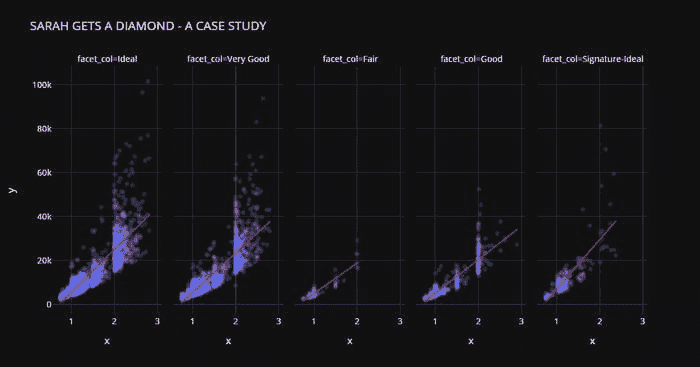 SARAH GETS A DIAMOND - A CASE STUDY
facet_col=Ideal facet_col=Very Good facet_col=Fair facet_col=Good facet_col=Signature-Ideal
100k
80k
60k
y
40k
20k
0
1 2 3 1 2 3 1 2 3 1 2 3 1 2 3
x x x x x